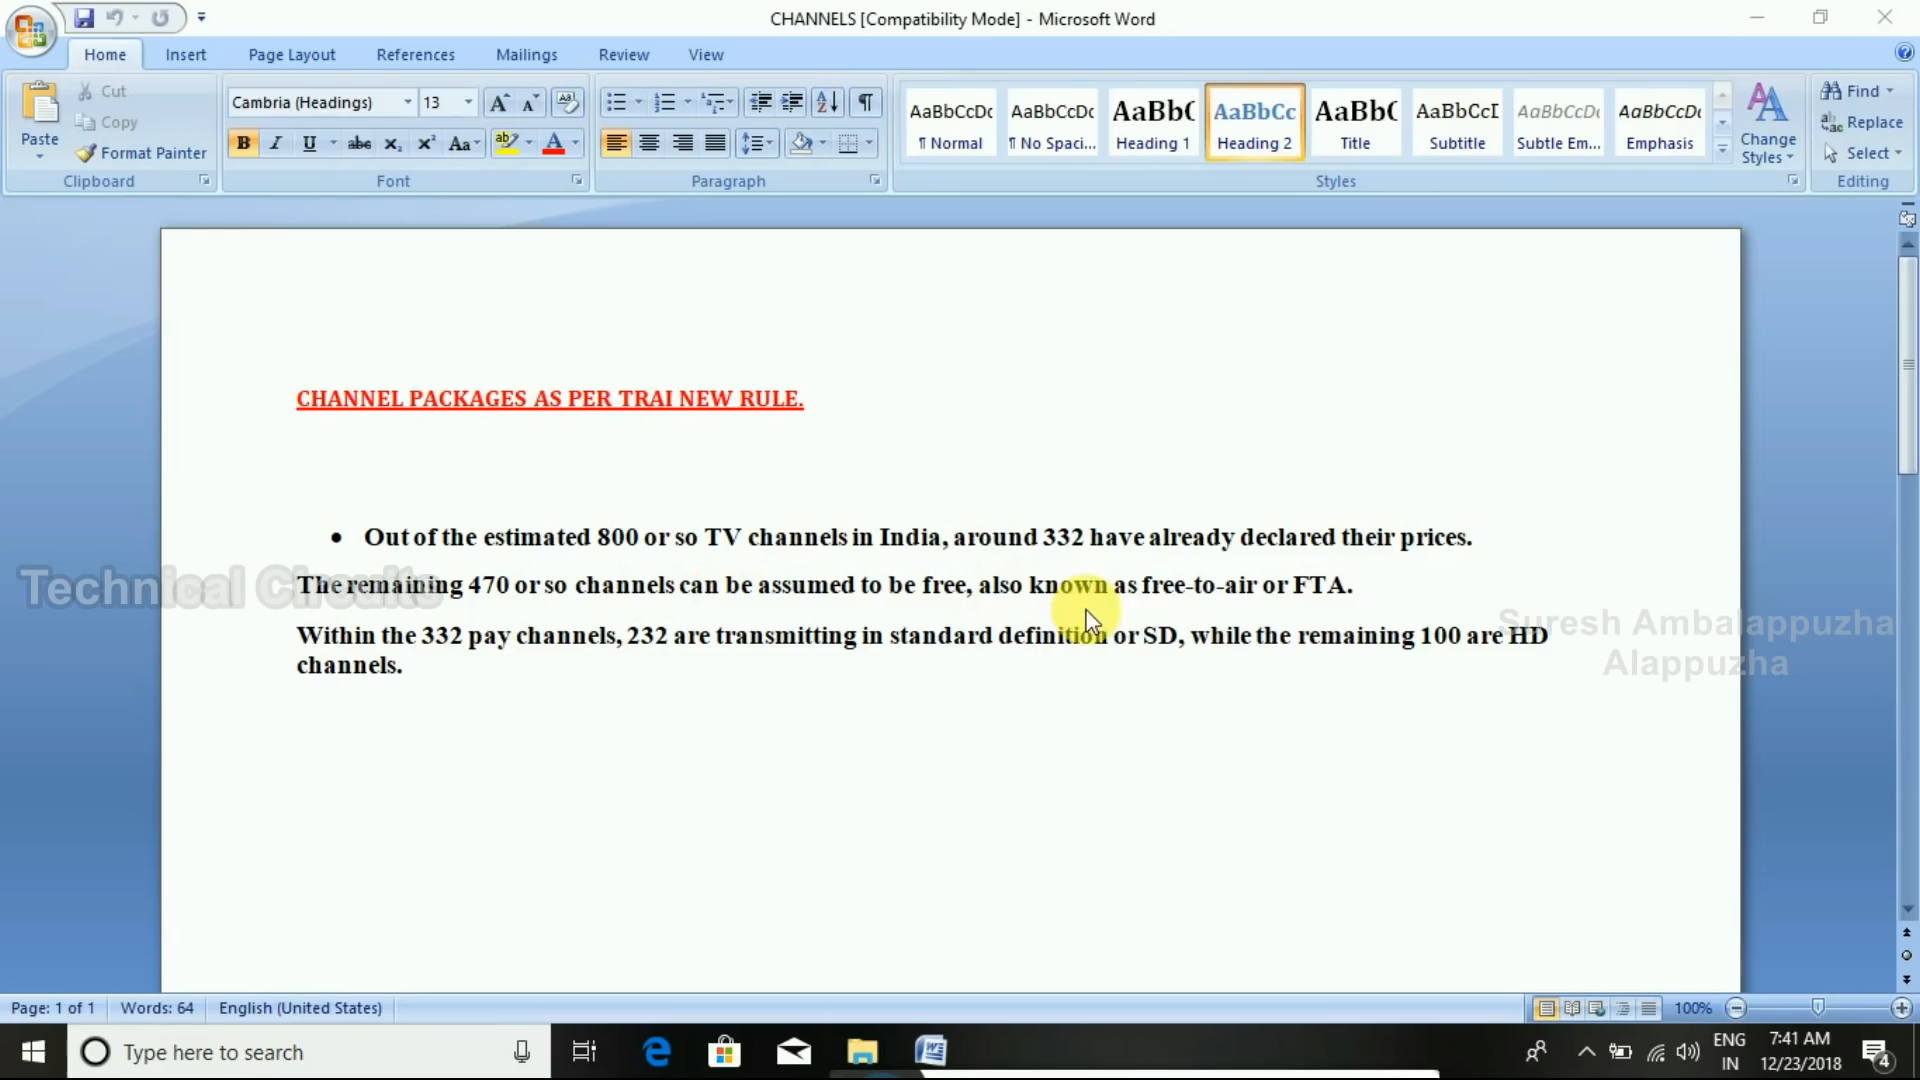 CHANNELS [Compatibility Mode] - Microsoft Word
Home Insert Page Layout References Mailings Review View
Paste
Cut
Copy
Format Painter
Clipboard
Cambria (Headings) 13
Font
Paragraph
AaBbCcDc AaBbCcDc AaBbC AaBbCc AaBbC AaBbCcI AaBbCcDc AaBbCcDc
¶ Normal ¶ No Spaci... Heading 1 Heading 2 Title Subtitle Subtle Em... Emphasis
Change
Styles
Styles
Find
Replace
Select
Editing
CHANNEL PACKAGES AS PER TRAI NEW RULE.
• Out of the estimated 800 or so TV channels in India, around 332 have already declared their prices.
The remaining 470 or so channels can be assumed to be free, also known as free-to-air or FTA.
Within the 332 pay channels, 232 are transmitting in standard definition or SD, while the remaining 100 are HD
channels.
Technical Circuits
Suresh Ambalappuzha
Alappuzha
Page: 1 of 1 Words: 64 English (United States) 100%
Type here to search
ENG
IN
7:41 AM
12/23/2018
4